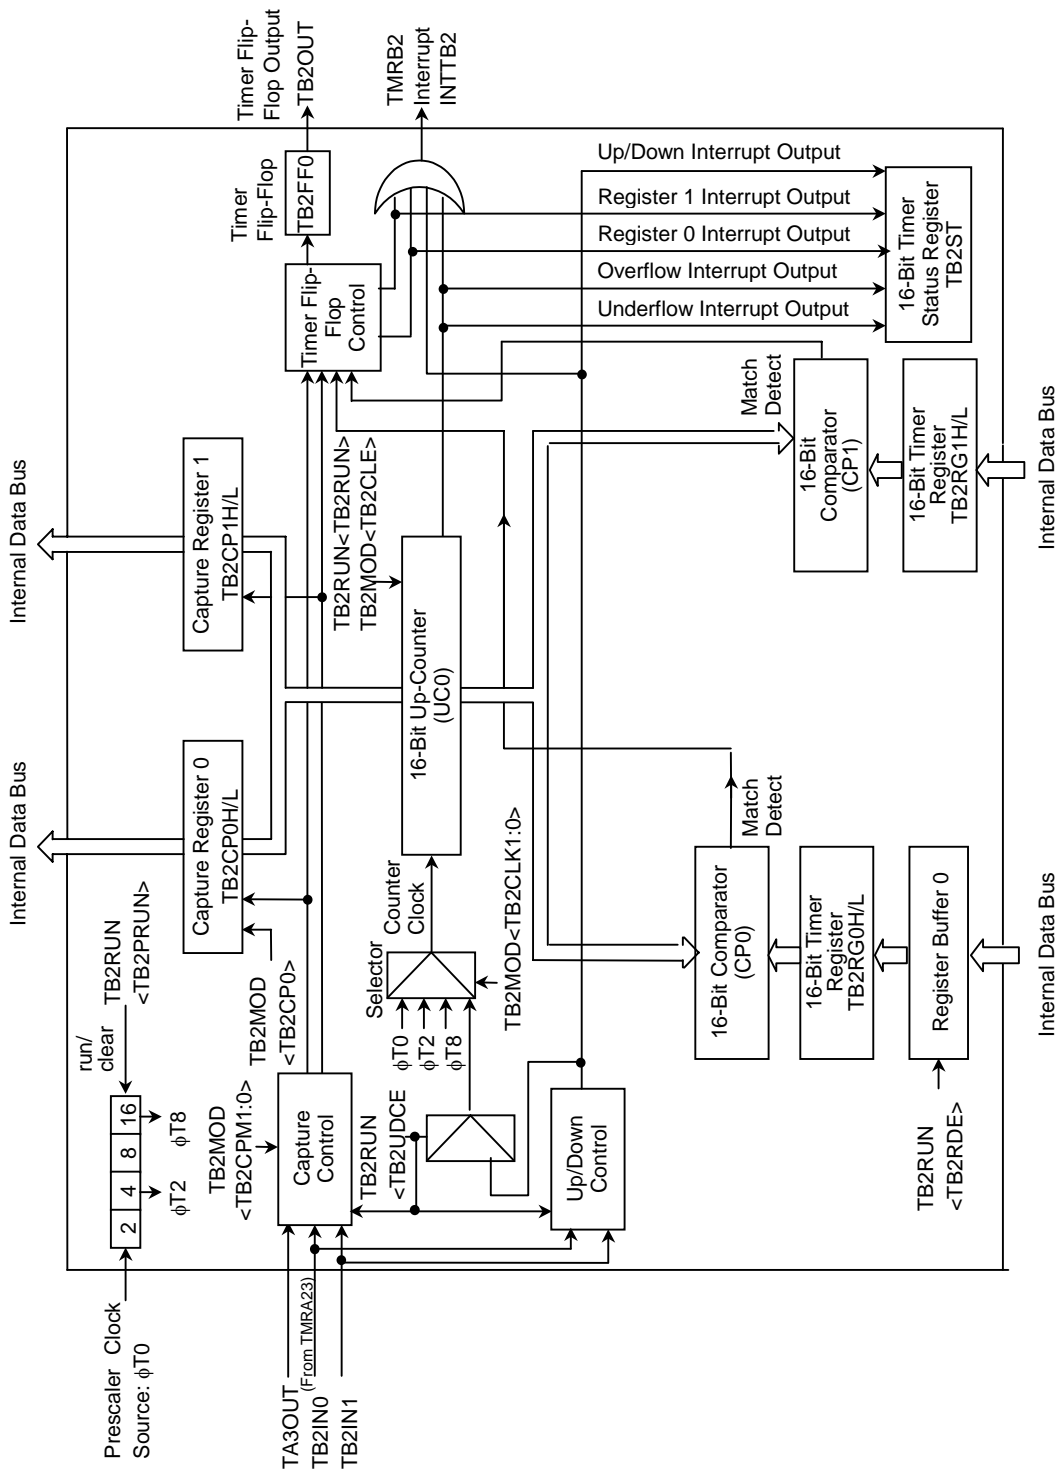 Prescaler Clock
Source: ϕT0
2
4
8
16
ϕT2
ϕT8
run/
clear
TB2RUN
<TB2PRUN>
Internal Data Bus
Internal Data Bus
Capture Register 0
TB2CP0H/L
Capture Register 1
TB2CP1H/L
TB2MOD
<TB2CPM1:0>
TB2MOD
<TB2CP0>
TA3OUT
(From TMRA23)
TB2IN0
TB2IN1
Capture
Control
TB2RUN
<TB2UDCE
Up/Down
Control
Selector
ϕT0
ϕT2
ϕT8
Counter
Clock
TB2MOD<TB2CLK1:0>
16-Bit Up-Counter
(UC0)
TB2RUN<TB2RUN>
TB2MOD<TB2CLE>
Timer Flip-
Flop
Control
Timer
Flip-Flop
TB2FF0
Timer Flip-
Flop Output
TB2OUT
TMRB2
Interrupt
INTTB2
Up/Down Interrupt Output
Register 1 Interrupt Output
Register 0 Interrupt Output
Overflow Interrupt Output
Underflow Interrupt Output
16-Bit Timer
Status Register
TB2ST
16-Bit Comparator
(CP0)
Match
Detect
16-Bit Timer
Register
TB2RG0H/L
Register Buffer 0
TB2RUN
<TB2RDE>
Internal Data Bus
16-Bit
Comparator
(CP1)
Match
Detect
16-Bit Timer
Register
TB2RG1H/L
Internal Data Bus